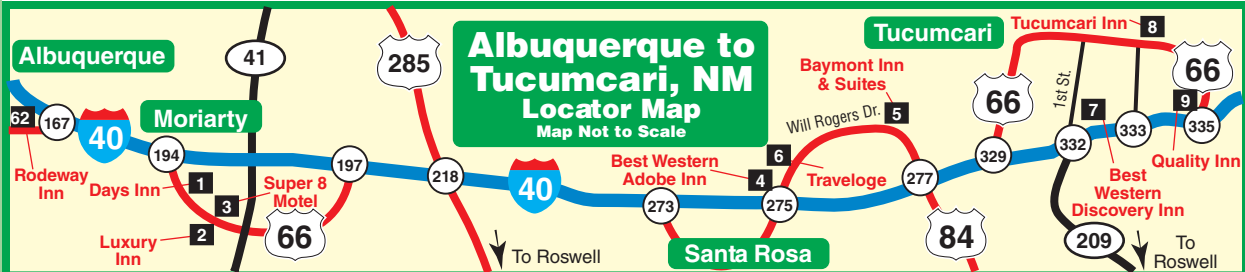 Albuquerque to
Tucumcari, NM
Locator Map
Map Not to Scale
Albuquerque
62
167
40
Rodeway
Inn
Moriarty
41
194
Days Inn
1
3
Super 8
Motel
2
Luxury
Inn
66
197
285
218
To Roswell
40
Best Western
Adobe Inn
4
273
Santa Rosa
275
6
Traveloge
Will Rogers Dr.
Baymont Inn
& Suites
5
277
84
Tucumcari
Tucumcari Inn
8
66
329
1st St.
332
7
Best
Western
Discovery Inn
333
66
9
335
Quality Inn
209
To
Roswell